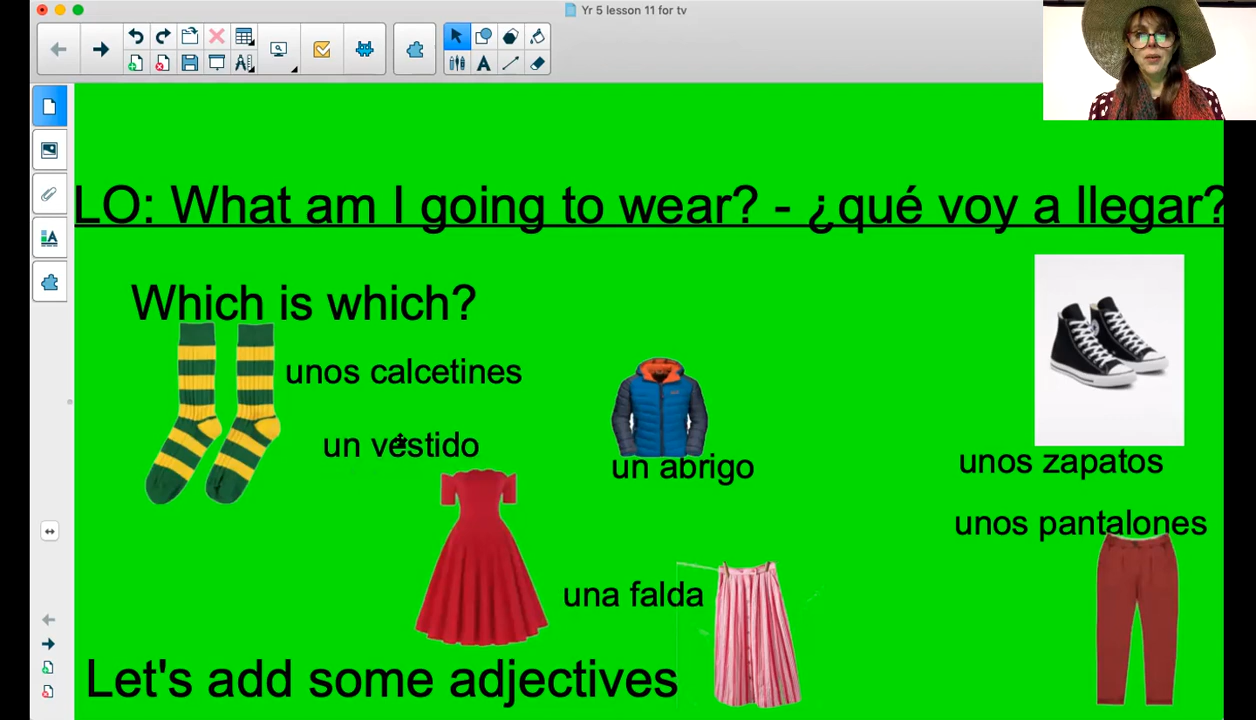 Yr 5 lesson 11 for tv
LO: What am I going to wear? - ¿qué voy a llegar?
Which is which?
unos calcetines
un vestido
un abrigo
unos zapatos
unos pantalones
una falda
Let's add some adjectives